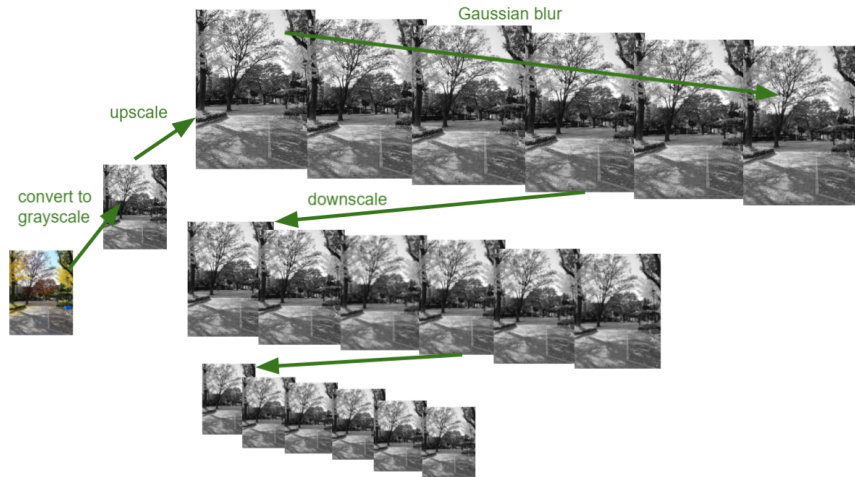 Gaussian blur
upscale
convert to
grayscale
downscale